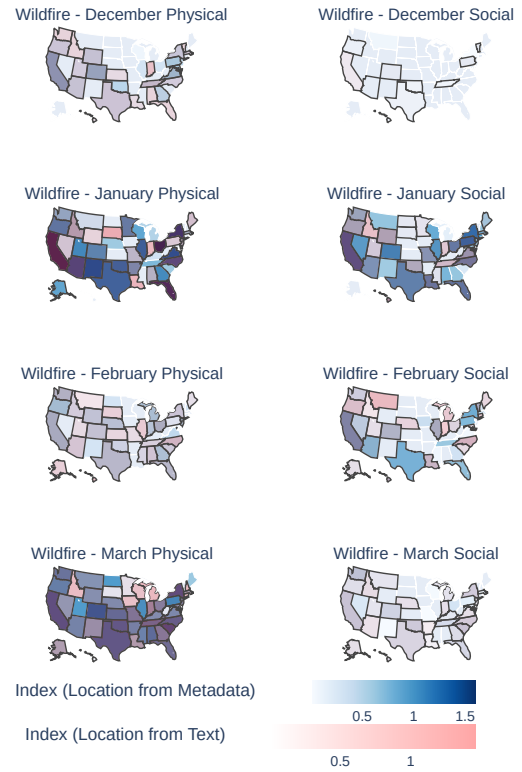 Wildfire - December Physical
Wildfire - December Social
Wildfire - January Physical
Wildfire - January Social
Wildfire - February Physical
Wildfire - February Social
Wildfire - March Physical
Wildfire - March Social
Index (Location from Metadata)
0.5 1 1.5
Index (Location from Text)
0.5 1